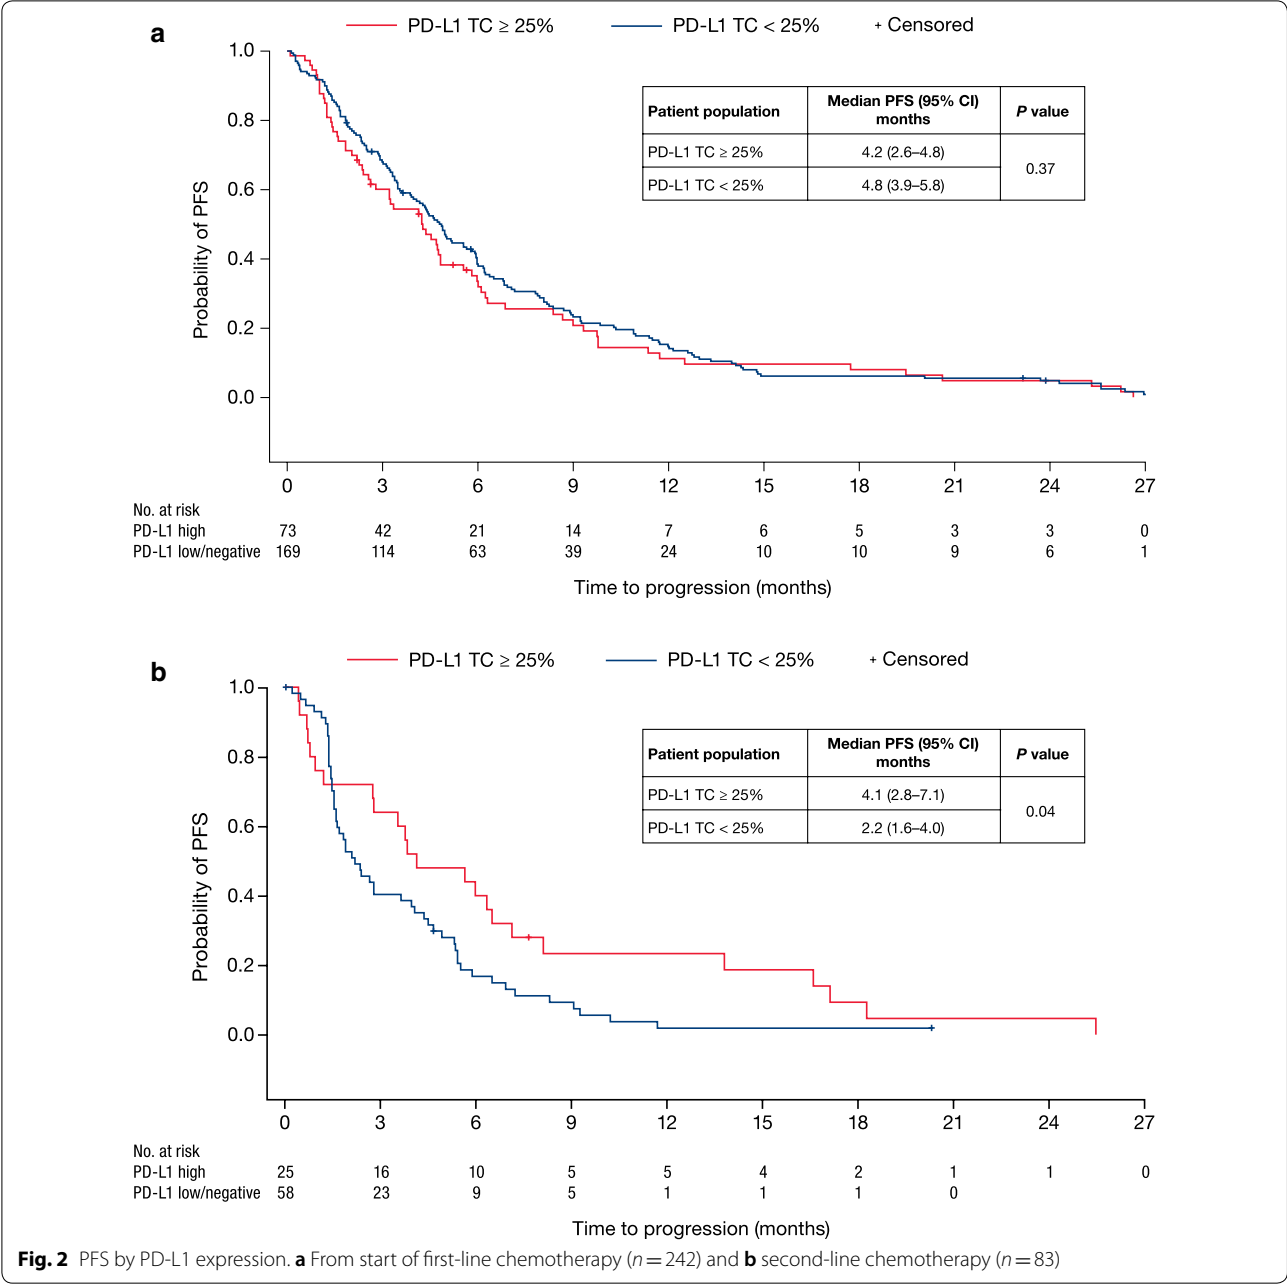 a
PD-L1 TC ≥ 25% PD-L1 TC < 25% + Censored
Patient population Median PFS (95% CI) months P value
PD-L1 TC ≥ 25% 4.2 (2.6–4.8) 0.37
PD-L1 TC < 25% 4.8 (3.9–5.8)
Probability of PFS
1.0
0.8
0.6
0.4
0.2
0.0
0 3 6 9 12 15 18 21 24 27
No. at risk
PD-L1 high 73 42 21 14 7 6 5 3 3 0
PD-L1 low/negative 169 114 63 39 24 10 10 9 6 1
Time to progression (months)
b
PD-L1 TC ≥ 25% PD-L1 TC < 25% + Censored
Patient population Median PFS (95% CI) months P value
PD-L1 TC ≥ 25% 4.1 (2.8–7.1) 0.04
PD-L1 TC < 25% 2.2 (1.6–4.0)
Probability of PFS
1.0
0.8
0.6
0.4
0.2
0.0
0 3 6 9 12 15 18 21 24 27
No. at risk
PD-L1 high 25 16 10 5 5 4 2 1 1 0
PD-L1 low/negative 58 23 9 5 1 1 1 0
Time to progression (months)
Fig. 2 PFS by PD-L1 expression. a From start of first-line chemotherapy (n = 242) and b second-line chemotherapy (n = 83)